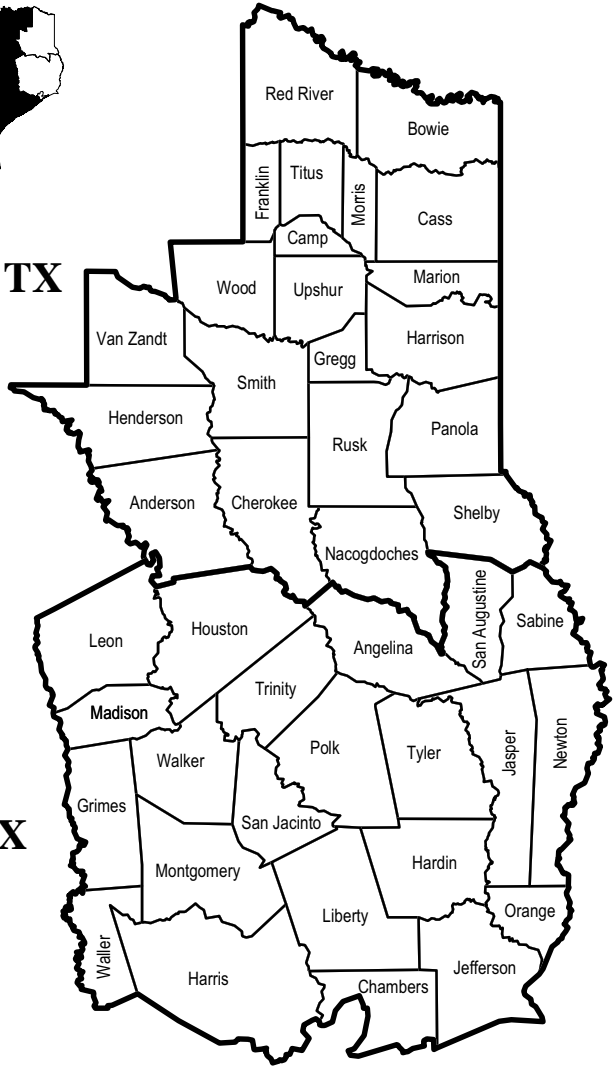 Red River
Bowie
Franklin
Titus
Morris
Cass
Camp
TX
Wood
Upshur
Marion
Van Zandt
Harrison
Gregg
Smith
Henderson
Rusk
Panola
Anderson
Cherokee
Shelby
Nacogdoches
San Augustine
Sabine
Leon
Houston
Angelina
Trinity
Madison
Polk
Tyler
Jasper
Newton
Walker
Grimes
San Jacinto
X
Hardin
Montgomery
Liberty
Orange
Waller
Harris
Chambers
Jefferson